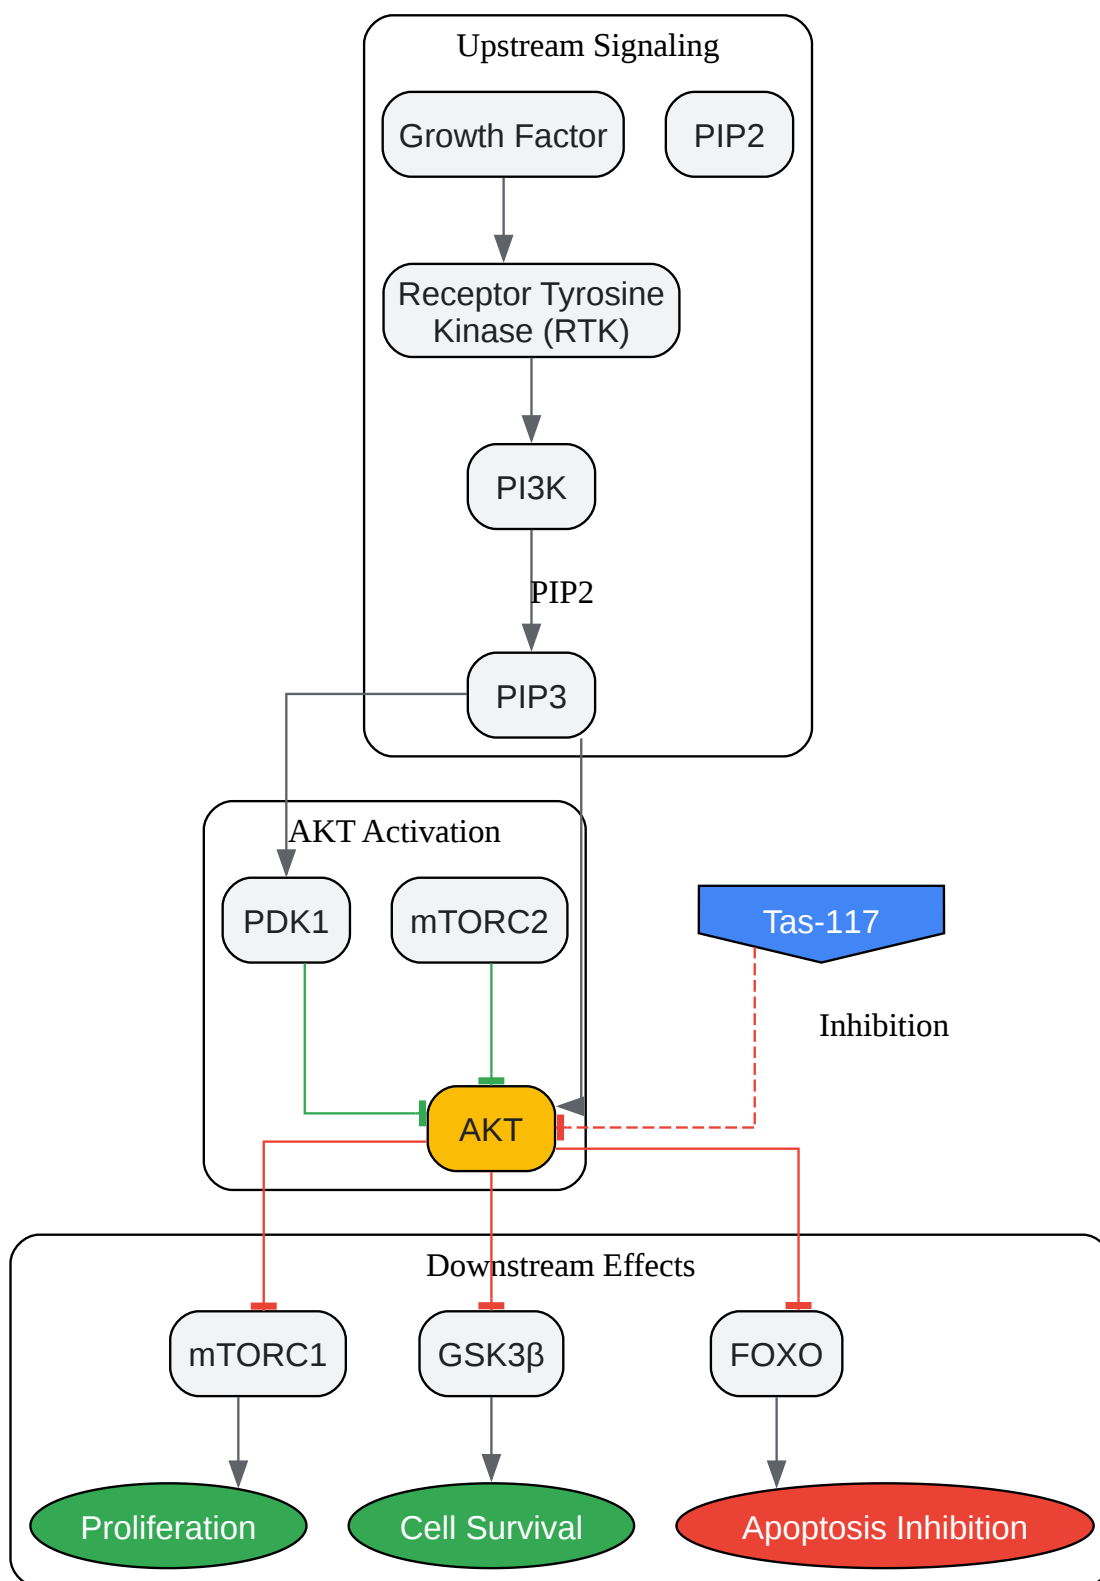 Upstream Signaling
Growth Factor
PIP2
Receptor Tyrosine
Kinase (RTK)
PI3K
PIP2
PIP3
AKT Activation
PDK1
mTORC2
Tas-117
Inhibition
AKT
Downstream Effects
mTORC1
GSK3β
FOXO
Proliferation
Cell Survival
Apoptosis Inhibition